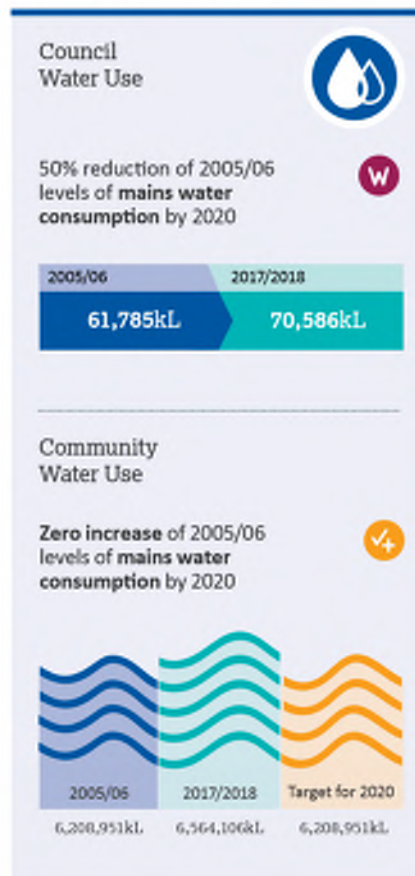 Council
Water Use
50% reduction of 2005/06
levels of mains water
consumption by 2020
W
2005/06
2017/2018
61,785kL
70,586kL
Community
Water Use
Zero increase of 2005/06
levels of mains water
consumption by 2020
2005/06
2017/2018
Target for 2020
6,208,951kL
6,564,106kL
6,208,951kL